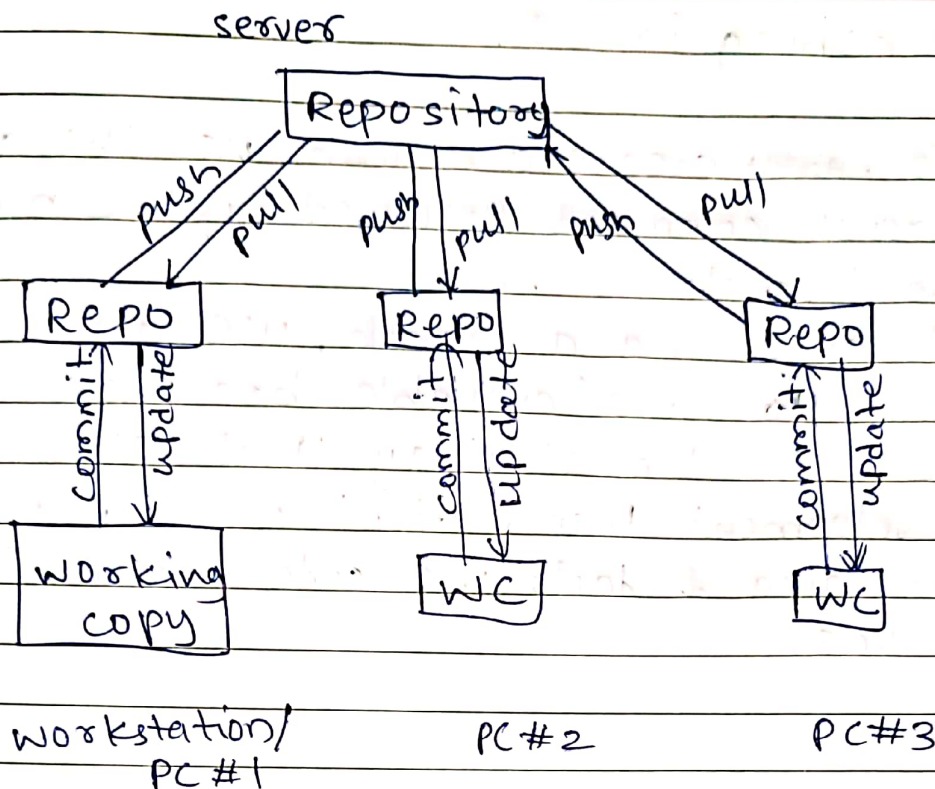 server
Repository
push
pull
push
pull
push
pull
Repo
Repo
Repo
commit
update
commit
update
commit
update
working
copy
WC
WC
workstation/
PC #1
PC #2
PC #3